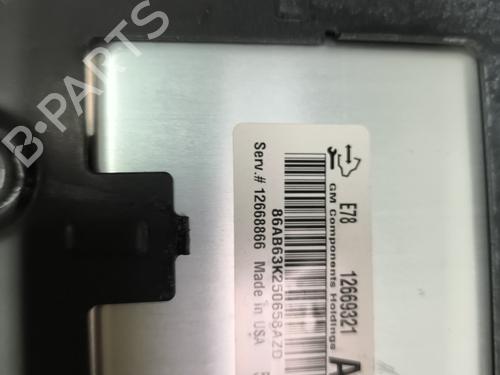 B-PARTS
E78 12669321
GM Components Holdings
86AB63K250658AZD
Serv.# 12668866 Made in USA